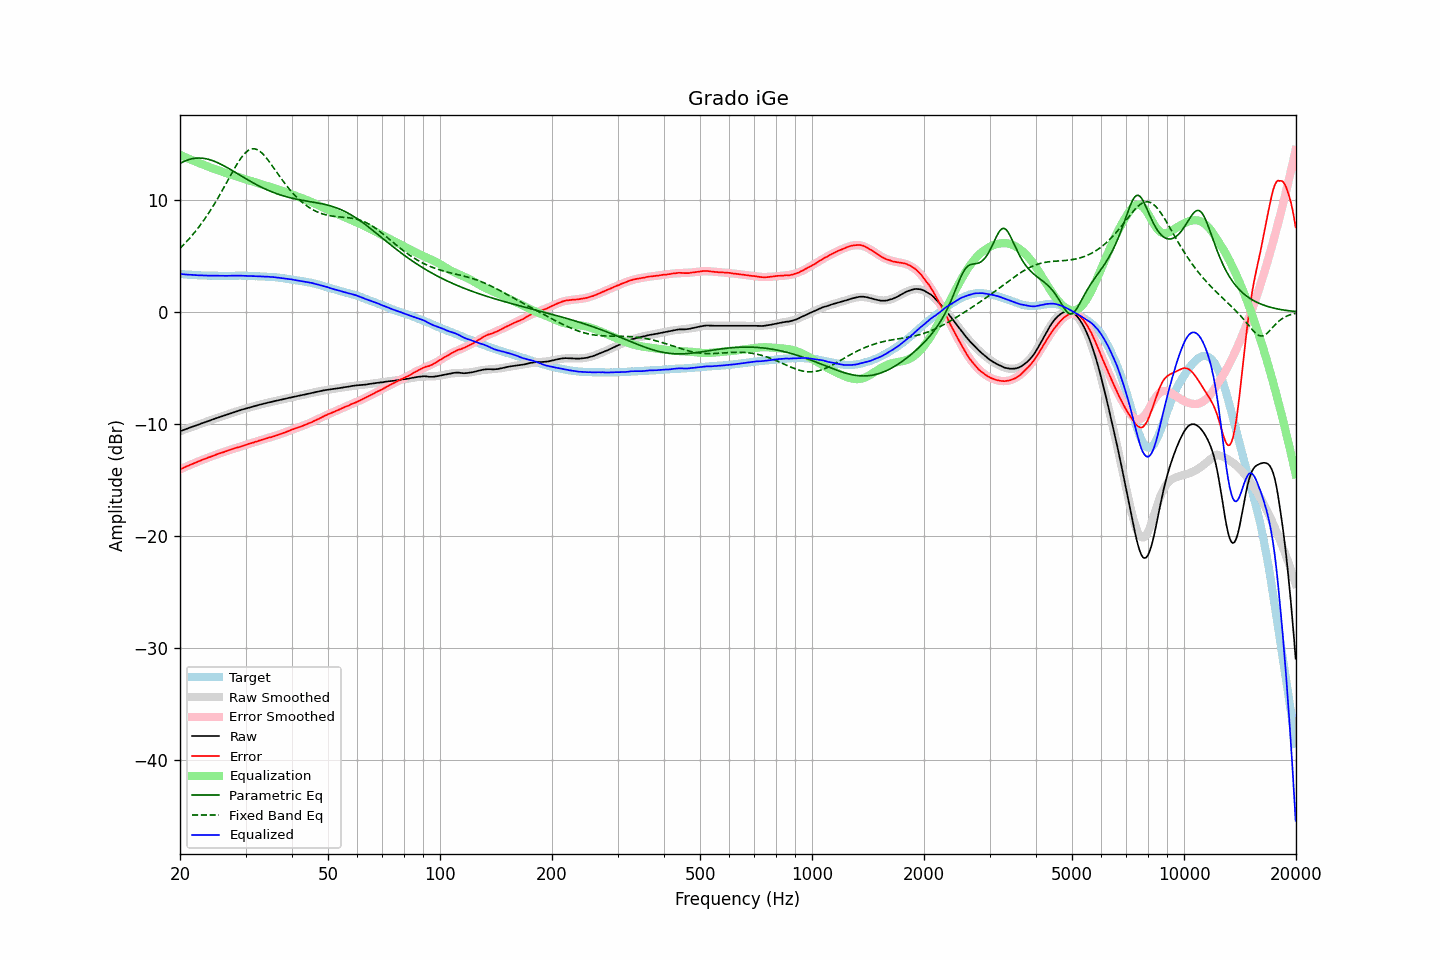 Grado iGe
Amplitude (dBr)
10
0
−10
−20
−30
−40
Target
Raw Smoothed
Error Smoothed
Raw
Error
Equalization
Parametric Eq
Fixed Band Eq
Equalized
20 50 100 200 500 1000 2000 5000 10000 20000
Frequency (Hz)